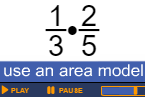 1/3 • 2/5
use an area model
PLAY PAUSE